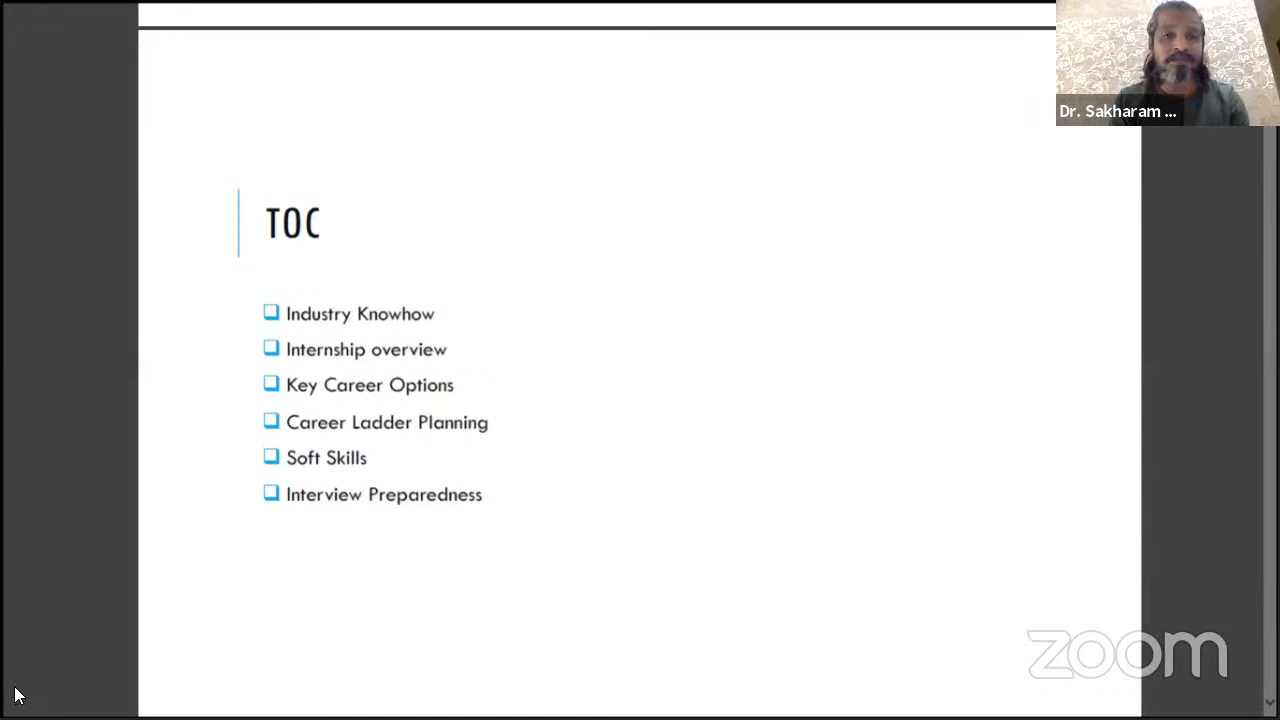 Dr. Sakharam ...
TOC
Industry Knowhow
Internship overview
Key Career Options
Career Ladder Planning
Soft Skills
Interview Preparedness
zoom